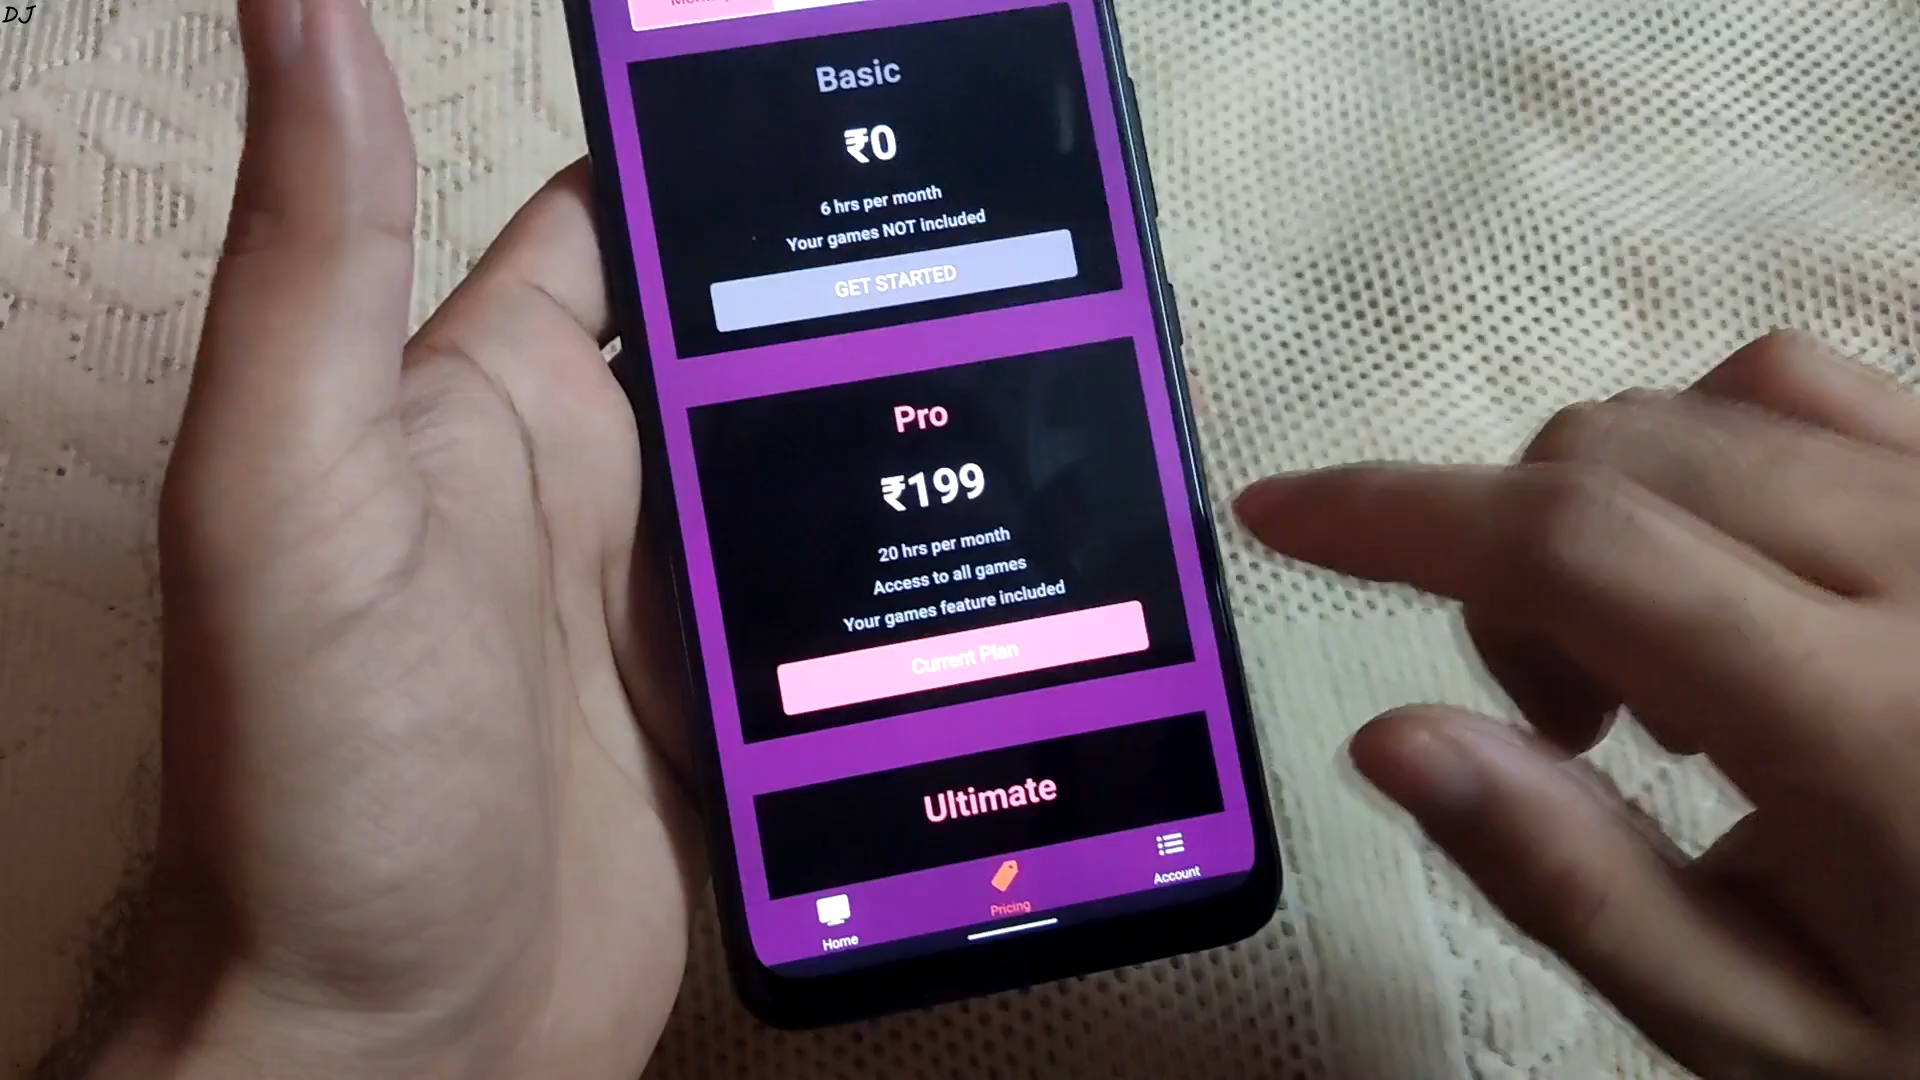 DJ
Basic
₹0
6 hrs per month
Your games NOT included
GET STARTED
Pro
₹199
20 hrs per month
Access to all games
Your games feature included
Current Plan
Ultimate
Home
Pricing
Account